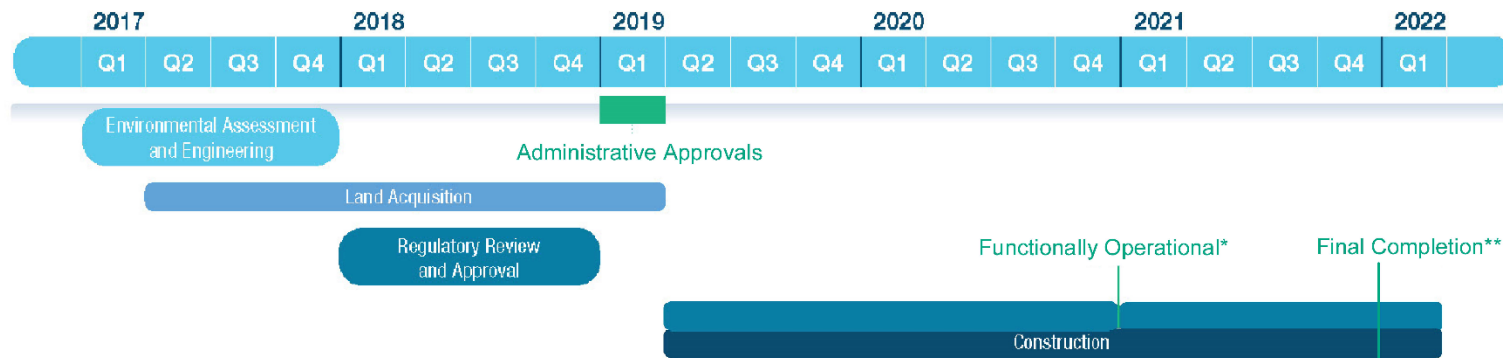 2017 2018 2019 2020 2021 2022
Q1 Q2 Q3 Q4 Q1 Q2 Q3 Q4 Q1 Q2 Q3 Q4 Q1 Q2 Q3 Q4 Q1 Q2 Q3 Q4 Q1
Environmental Assessment
and Engineering
Administrative Approvals
Land Acquisition
Regulatory Review
and Approval
Functionally Operational*
Final Completion**
Construction